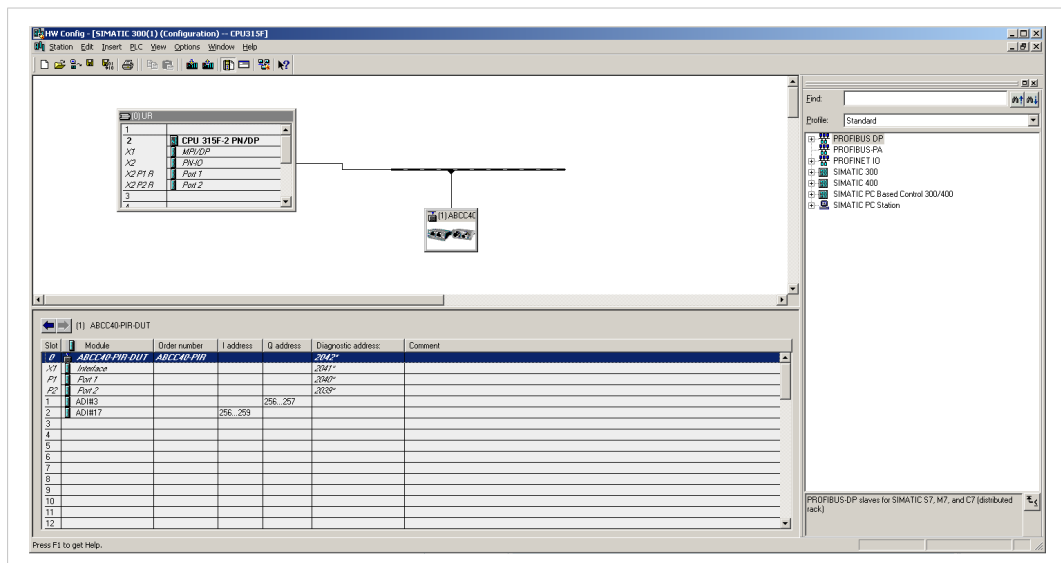 HW Config - [SIMATIC 300(1) (Configuration) -- CPU315F]
Station Edit Insert PLC View Options Window Help
(0) UR
1
2 CPU 315F-2 PN/DP
X1 MPI/DP
X2 PN-IO
X2 P1 R Port 1
X2 P2 R Port 2
3
4
(1) ABCC40
Find:
Profile: Standard
PROFIBUS DP
PROFIBUS-PA
PROFINET IO
SIMATIC 300
SIMATIC 400
SIMATIC PC Based Control 300/400
SIMATIC PC Station
(1) ABCC40-PIR-DUT
Slot Module Order number I address Q address Diagnostic address: Comment
0 ABCC40-PIR-DUT ABCC40-PIR 2042*
X1 Interface 2041*
P1 Port 1 2040*
P2 Port 2 2039*
1 ADI#3 256...257
2 ADI#17 256...259
3
4
5
6
7
8
9
10
11
12
PROFIBUS-DP slaves for SIMATIC S7, M7, and C7 (distributed
rack)
Press F1 to get Help.